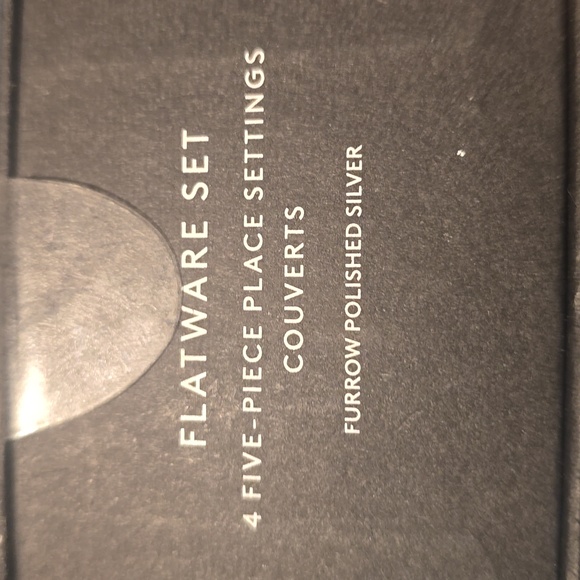 FLATWARE SET
4 FIVE-PIECE PLACE SETTINGS
COUVERTS
FURROW POLISHED SILVER